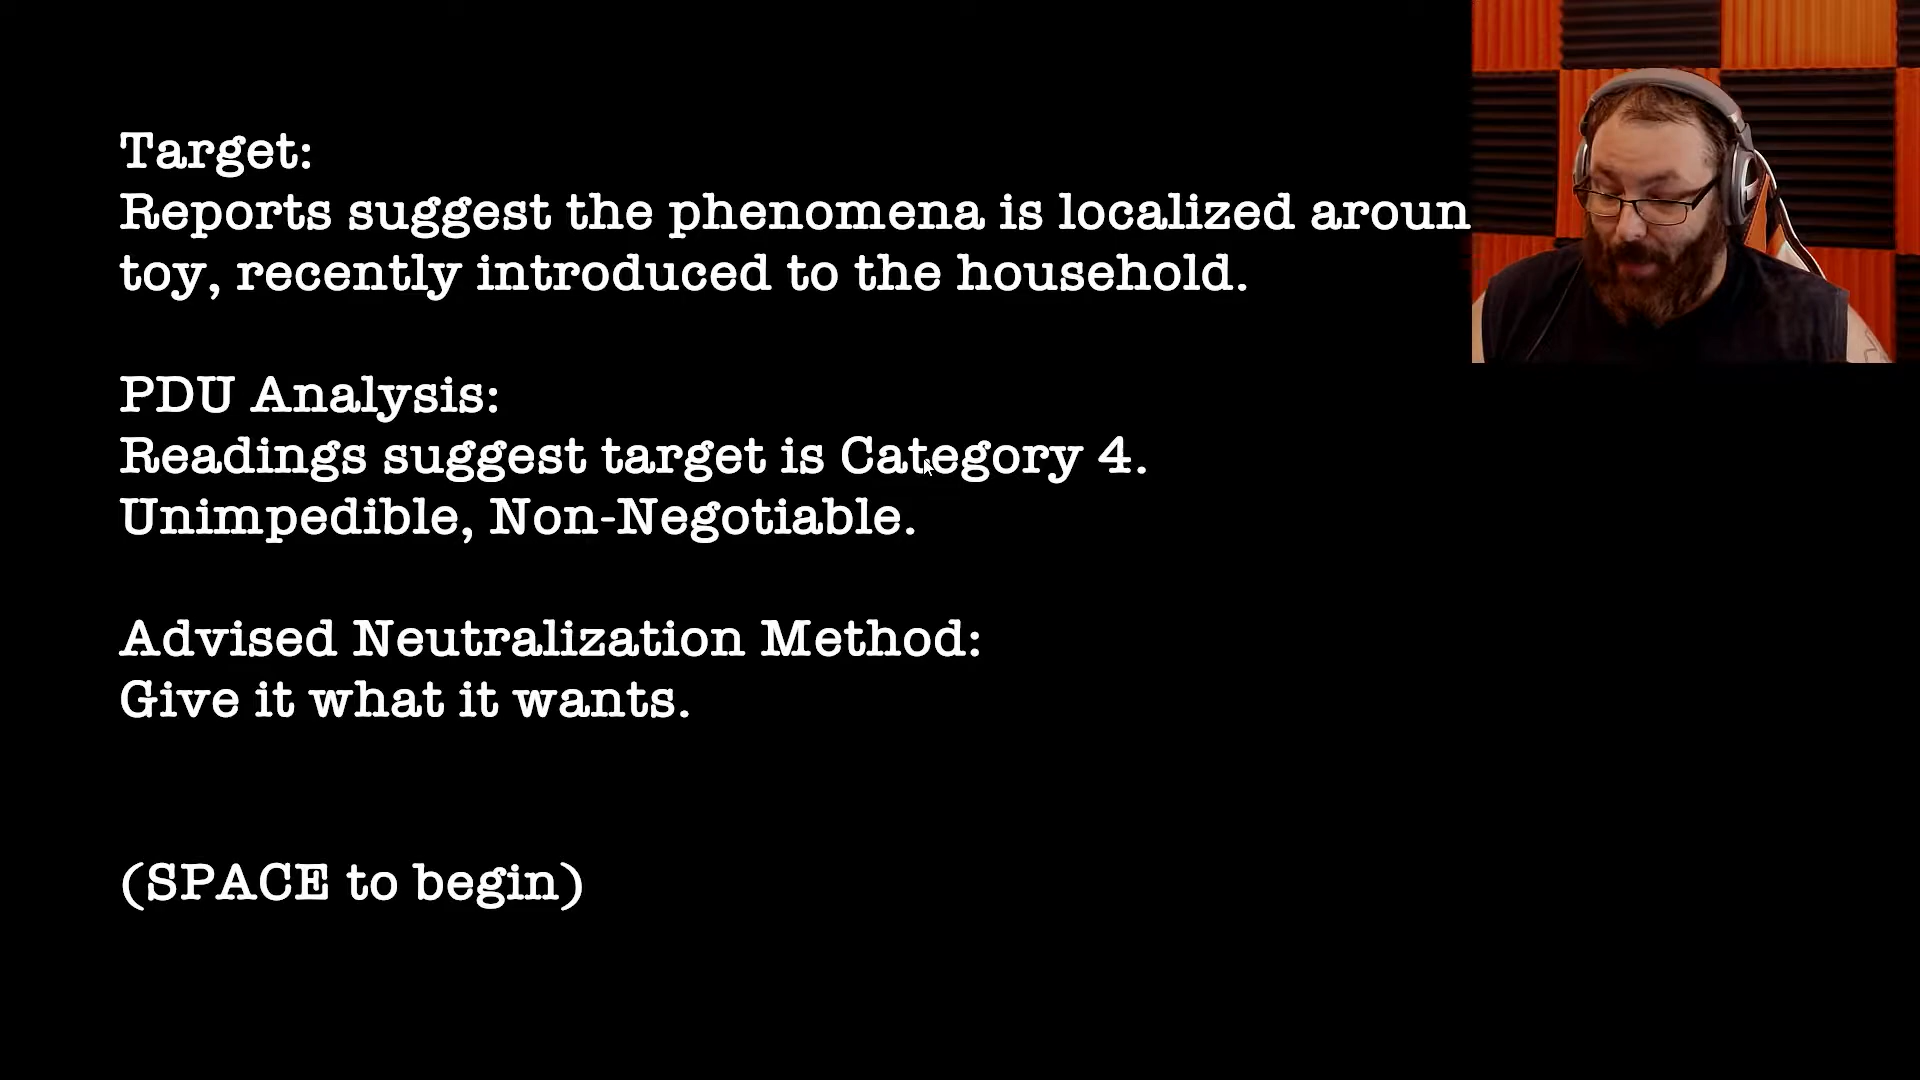 Target:
Reports suggest the phenomena is localized aroun
toy, recently introduced to the household.
PDU Analysis:
Readings suggest target is Category 4.
Unimpedible, Non-Negotiable.
Advised Neutralization Method:
Give it what it wants.
(SPACE to begin)